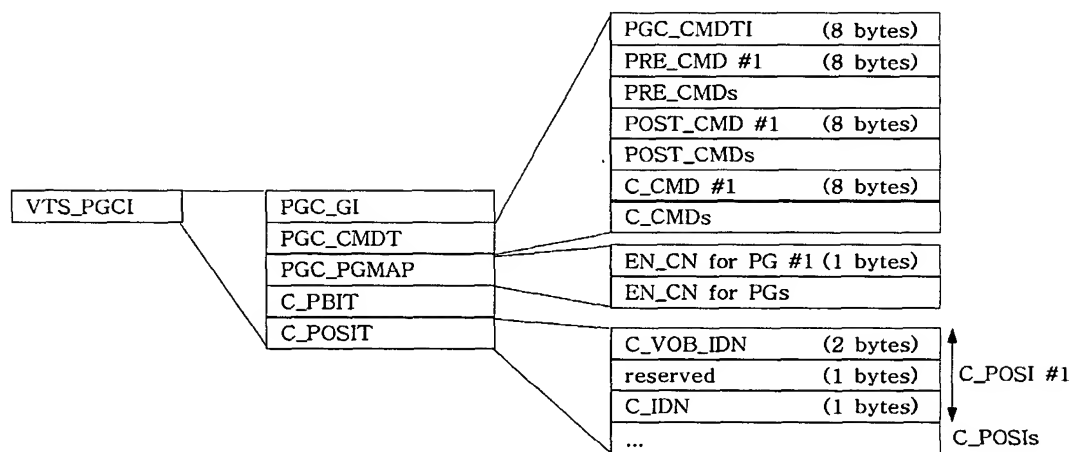 VTS_PGCI
PGC_GI
PGC_CMDT
PGC_PGMAP
C_PBIT
C_POSIT
PGC_CMDTI (8 bytes)
PRE_CMD #1 (8 bytes)
PRE_CMDs
POST_CMD #1 (8 bytes)
POST_CMDs
C_CMD #1 (8 bytes)
C_CMDs
EN_CN for PG #1 (1 bytes)
EN_CN for PGs
C_VOB_IDN (2 bytes)
reserved (1 bytes)
C_IDN (1 bytes)
...
C_POSI #1
C_POSIs